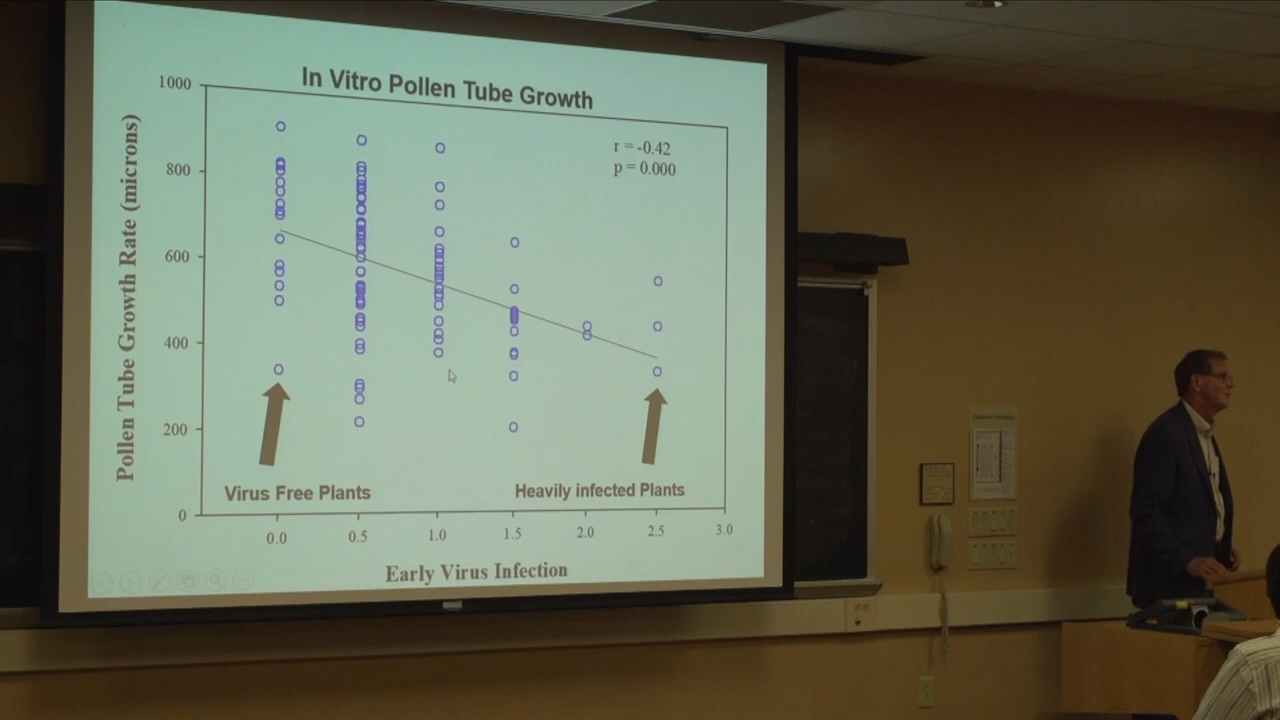 In Vitro Pollen Tube Growth
r = -0.42
p = 0.000
Pollen Tube Growth Rate (microns)
1000
800
600
400
200
0
Virus Free Plants
Heavily infected Plants
0.0 0.5 1.0 1.5 2.0 2.5 3.0
Early Virus Infection